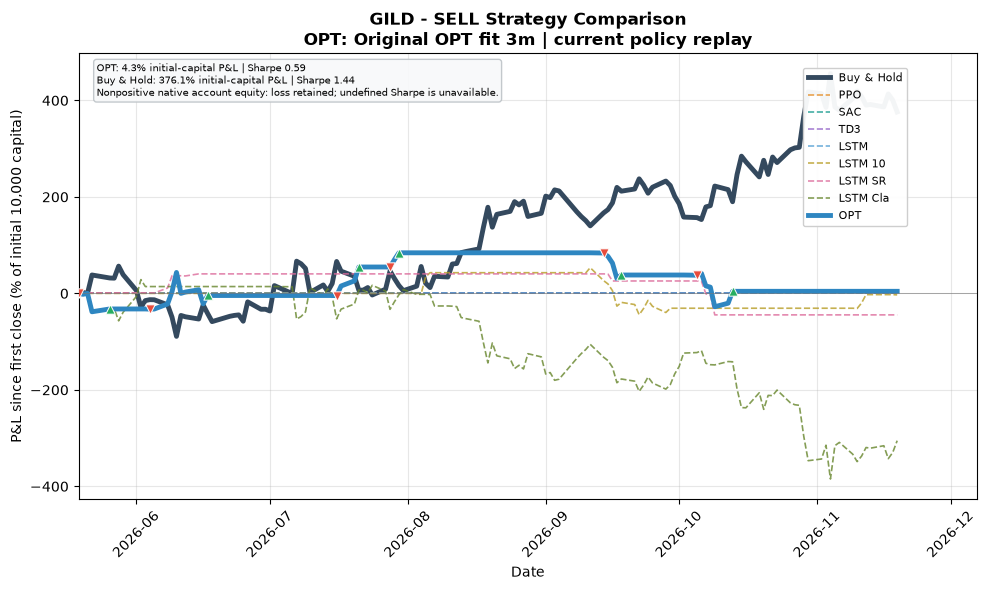 GILD - SELL Strategy Comparison
OPT: Original OPT fit 3m | current policy replay
OPT: 4.3% initial-capital P&L | Sharpe 0.59
Buy & Hold: 376.1% initial-capital P&L | Sharpe 1.44
Nonpositive native account equity: loss retained; undefined Sharpe is unavailable.
Buy & Hold
PPO
SAC
TD3
LSTM
LSTM 10
LSTM SR
LSTM Cla
OPT
P&L since first close (% of initial 10,000 capital)
400
200
0
−200
−400
2026-06
2026-07
2026-08
2026-09
2026-10
2026-11
2026-12
Date